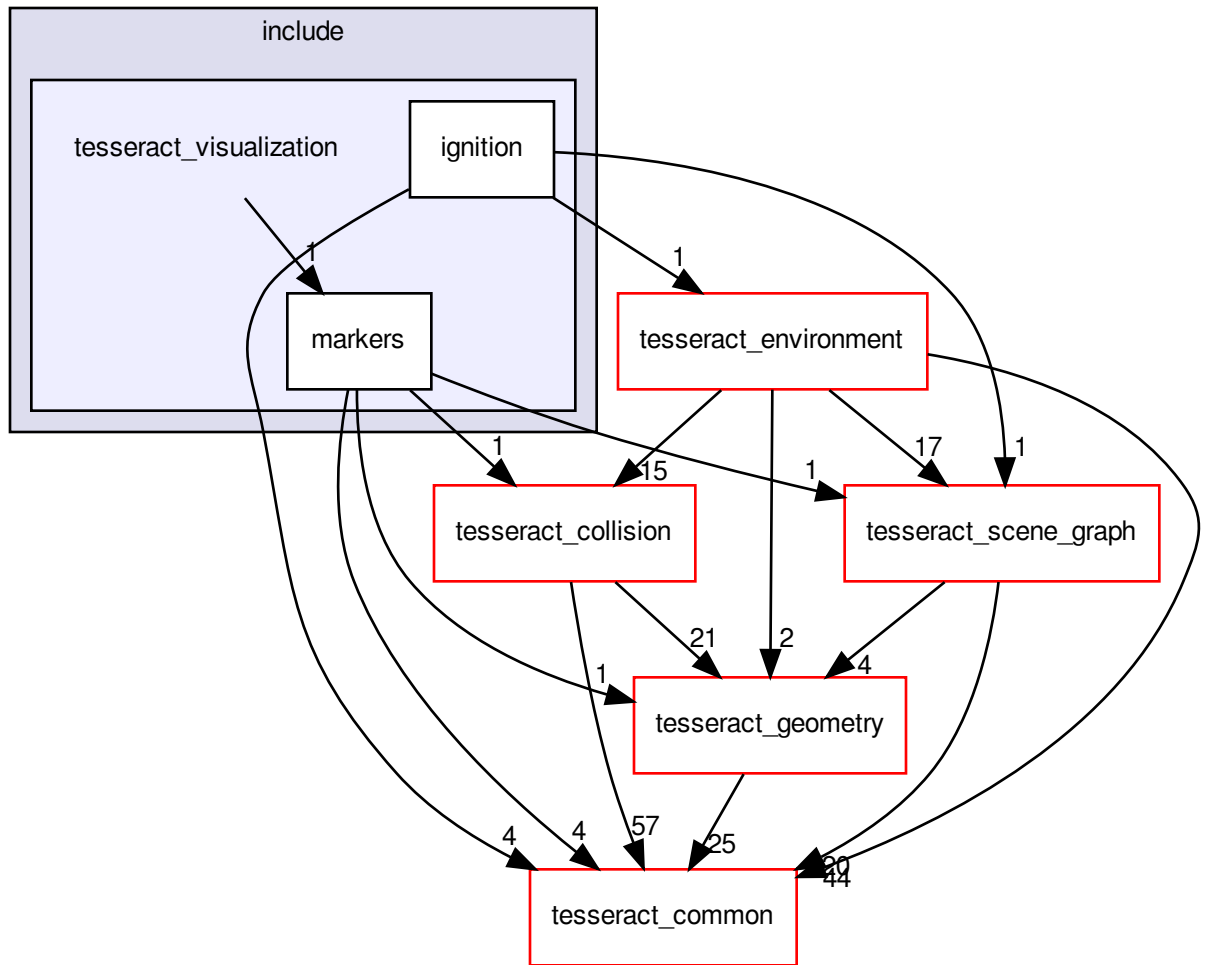 include
tesseract_visualization
ignition
1
1
markers
tesseract_environment
1
15
1
17
1
tesseract_collision
tesseract_scene_graph
1
21
2
4
tesseract_geometry
4
4
57
25
20
44
tesseract_common